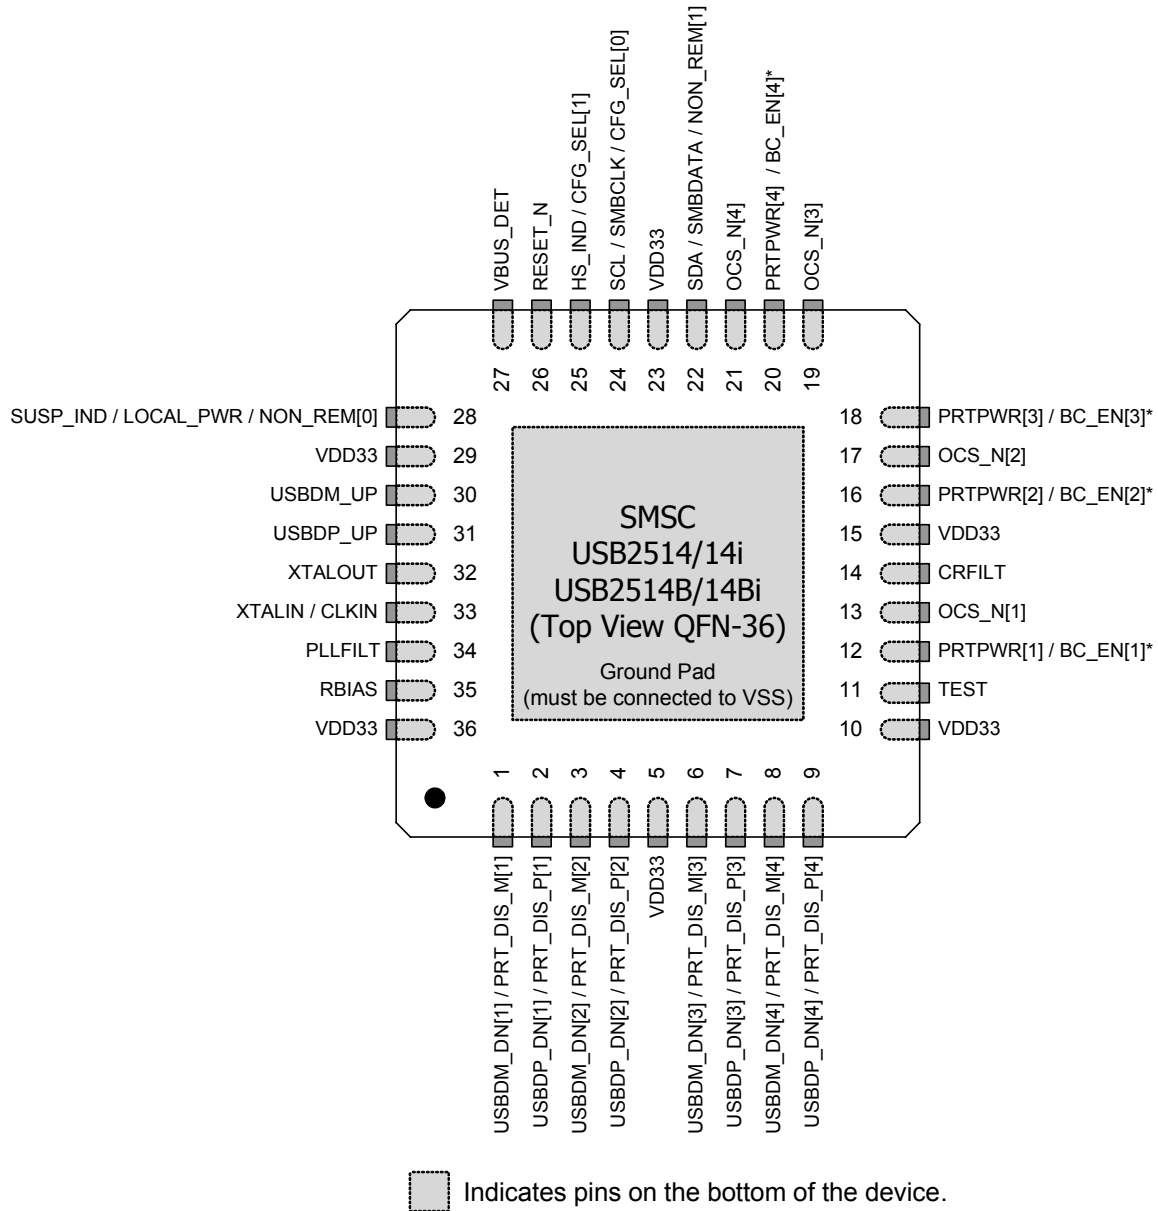 VBUS_DET
RESET_N
HS_IND / CFG_SEL[1]
SCL / SMBCLK / CFG_SEL[0]
VDD33
SDA / SMBDATA / NON_REM[1]
OCS_N[4]
PRTPWR[4] / BC_EN[4]*
OCS_N[3]
27
26
25
24
23
22
21
20
19
SUSP_IND / LOCAL_PWR / NON_REM[0] 28
VDD33 29
USBDM_UP 30
USBDP_UP 31
XTALOUT 32
XTALIN / CLKIN 33
PLLFILT 34
RBIAS 35
VDD33 36
SMSC
USB2514/14i
USB2514B/14Bi
(Top View QFN-36)
Ground Pad
(must be connected to VSS)
18 PRTPWR[3] / BC_EN[3]*
17 OCS_N[2]
16 PRTPWR[2] / BC_EN[2]*
15 VDD33
14 CRFILT
13 OCS_N[1]
12 PRTPWR[1] / BC_EN[1]*
11 TEST
10 VDD33
1
2
3
4
5
6
7
8
9
USBDM_DN[1] / PRT_DIS_M[1]
USBDP_DN[1] / PRT_DIS_P[1]
USBDM_DN[2] / PRT_DIS_M[2]
USBDP_DN[2] / PRT_DIS_P[2]
VDD33
USBDM_DN[3] / PRT_DIS_M[3]
USBDP_DN[3] / PRT_DIS_P[3]
USBDM_DN[4] / PRT_DIS_M[4]
USBDP_DN[4] / PRT_DIS_P[4]
Indicates pins on the bottom of the device.